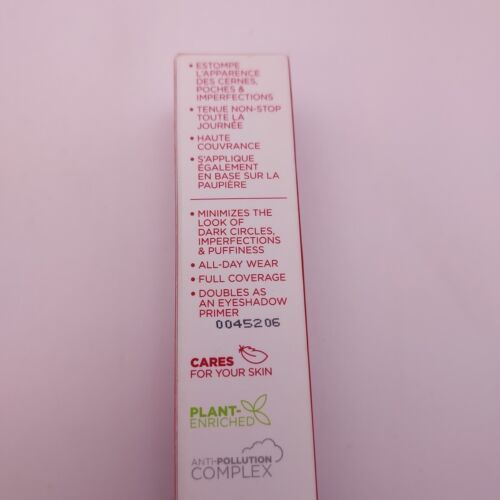 • ESTOMPE
L'APPARENCE
DES CERNES,
POCHES &
IMPERFECTIONS
• TENUE NON-STOP
TOUTE LA
JOURNÉE
• HAUTE
COUVRANCE
• S'APPLIQUE
ÉGALEMENT
EN BASE SUR LA
PAUPIÈRE
• MINIMIZES THE
LOOK OF
DARK CIRCLES,
IMPERFECTIONS
& PUFFINESS
• ALL-DAY WEAR
• FULL COVERAGE
• DOUBLES AS
AN EYESHADOW
PRIMER
0045206
CARES
FOR YOUR SKIN
PLANT-
ENRICHED
ANTI-POLLUTION
COMPLEX